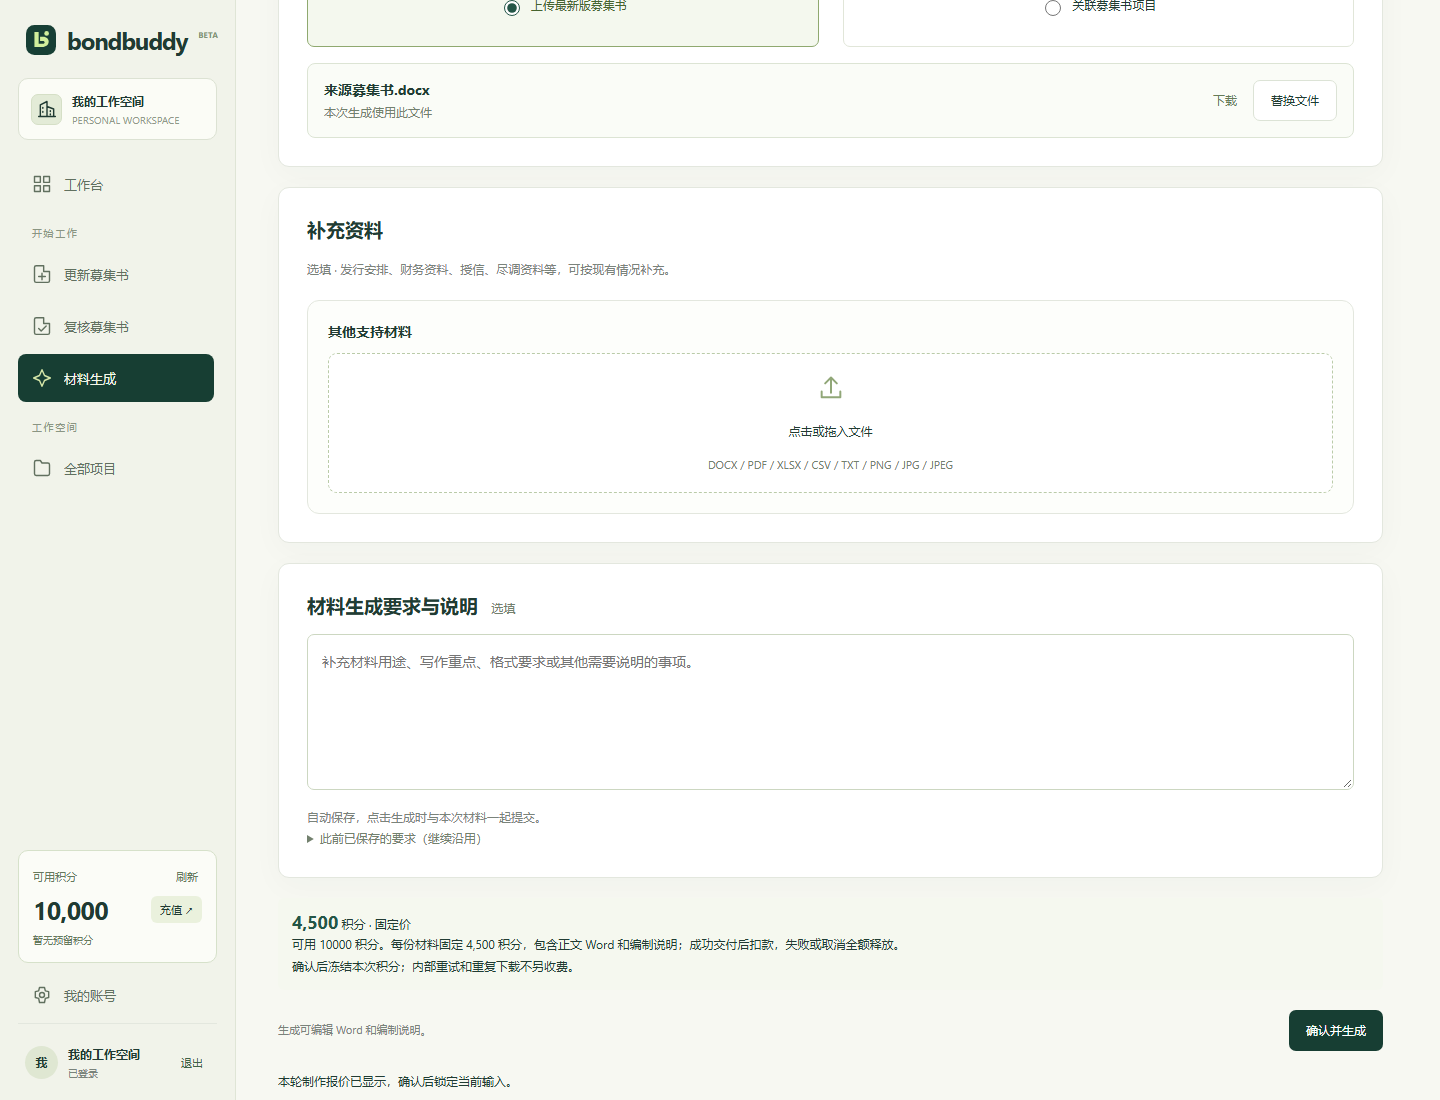 bondbuddy BETA
我的工作空间
PERSONAL WORKSPACE
工作台
开始工作
更新募集书
复核募集书
材料生成
工作空间
全部项目
可用积分 刷新
10,000 充值 ↗
暂无预留积分
我的账号
我 我的工作空间 退出
已登录
上传最新版募集书 关联募集书项目
来源募集书.docx
本次生成使用此文件
下载 替换文件
补充资料
选填 · 发行安排、财务资料、授信、尽调资料等，可按现有情况补充。
其他支持材料
点击或拖入文件
DOCX / PDF / XLSX / CSV / TXT / PNG / JPG / JPEG
材料生成要求与说明 选填
补充材料用途、写作重点、格式要求或其他需要说明的事项。
自动保存，点击生成时与本次材料一起提交。
▶ 此前已保存的要求（继续沿用）
4,500 积分 · 固定价
可用 10000 积分。每份材料固定 4,500 积分，包含正文 Word 和编制说明；成功交付后扣款，失败或取消全额释放。
确认后冻结本次积分；内部重试和重复下载不另收费。
生成可编辑 Word 和编制说明。
确认并生成
本轮制作报价已显示，确认后锁定当前输入。